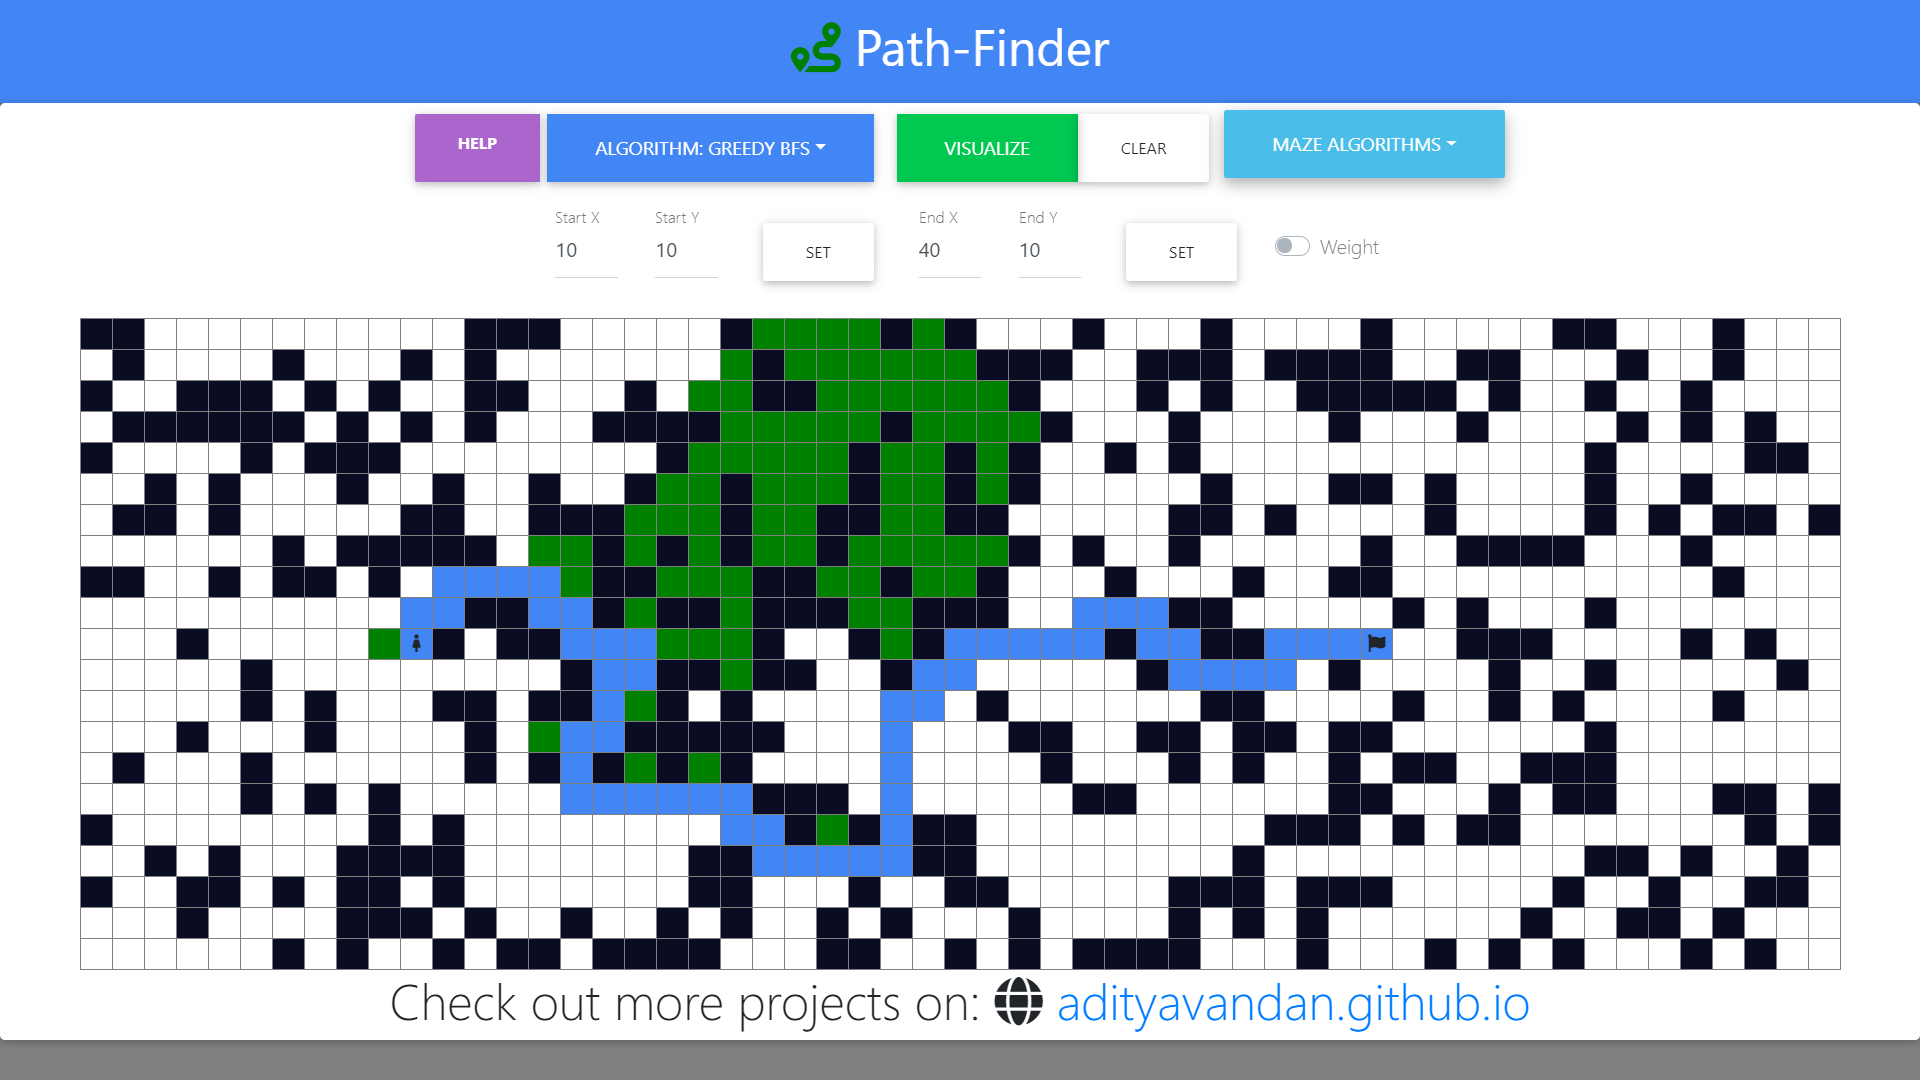 Path-Finder
HELP
ALGORITHM: GREEDY BFS
VISUALIZE
CLEAR
MAZE ALGORITHMS
Start X
Start Y
End X
End Y
10
10
SET
40
10
SET
Weight
Check out more projects on: adityavandan.github.io